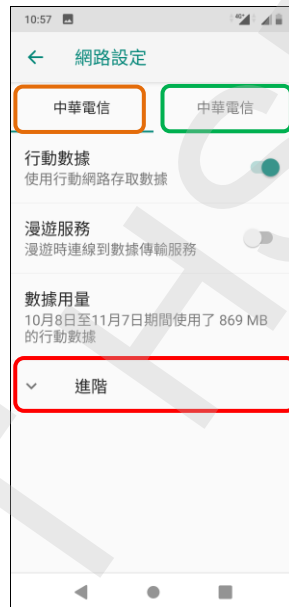 10:57
網路設定
中華電信 中華電信
行動數據
使用行動網路存取數據
漫遊服務
漫遊時連線到數據傳輸服務
數據用量
10月8日至11月7日期間使用了 869 MB
的行動數據
進階